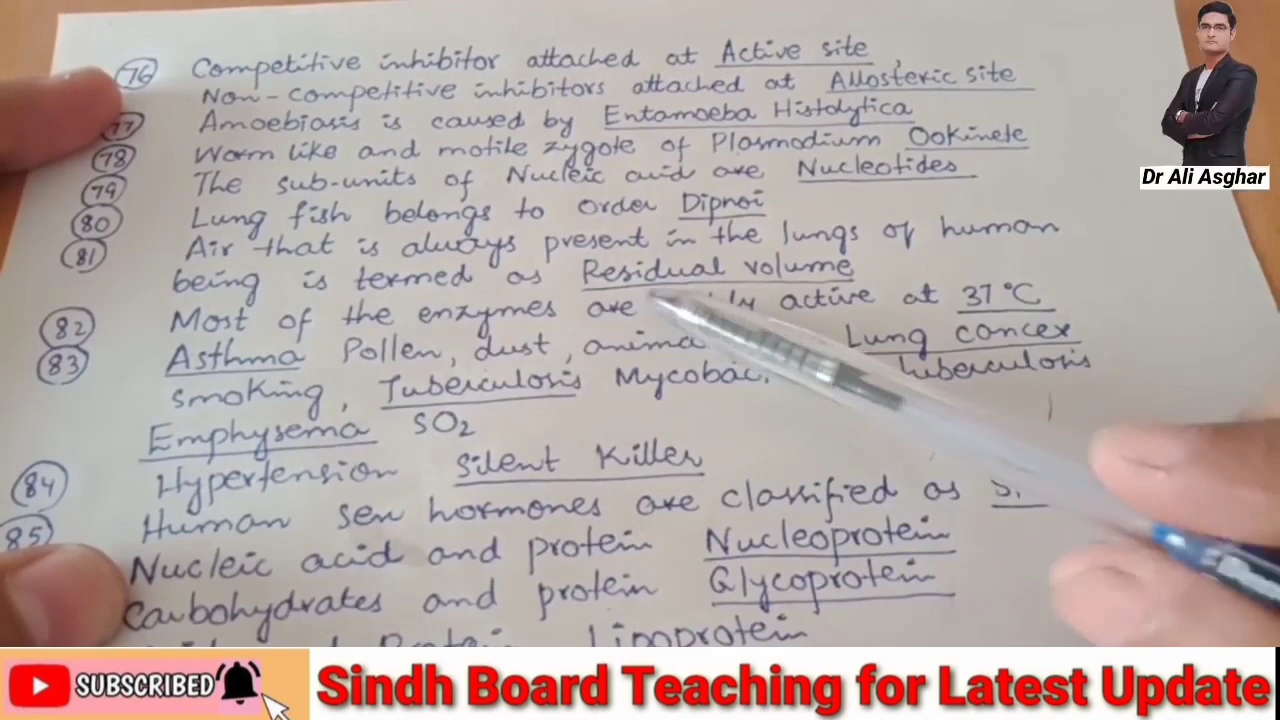 76 Competitive inhibitor attached at Active site
Non-competitive inhibitors attached at Allosteric site
77 Amoebiasis is caused by Entamoeba Histolytica
78 Worm like and motile zygote of Plasmodium Ookinete
79 The sub-units of Nucleic acid are Nucleotides
80 Lung fish belongs to order Dipnoi
81 Air that is always present in the lungs of human
being is termed as Residual volume
82 Most of the enzymes are active at 37°C
83 Asthma Pollen, dust, Lung cancer
smoking, Tuberculosis tuberculosis
Emphysema SO2
84 Hypertension Silent Killer
85 Human sex hormones are classified as
Nucleic acid and protein Nucleoprotein
Carbohydrates and protein Glycoprotein
Protein Lipoprotein
Dr Ali Asghar
SUBSCRIBED
Sindh Board Teaching for Latest Update